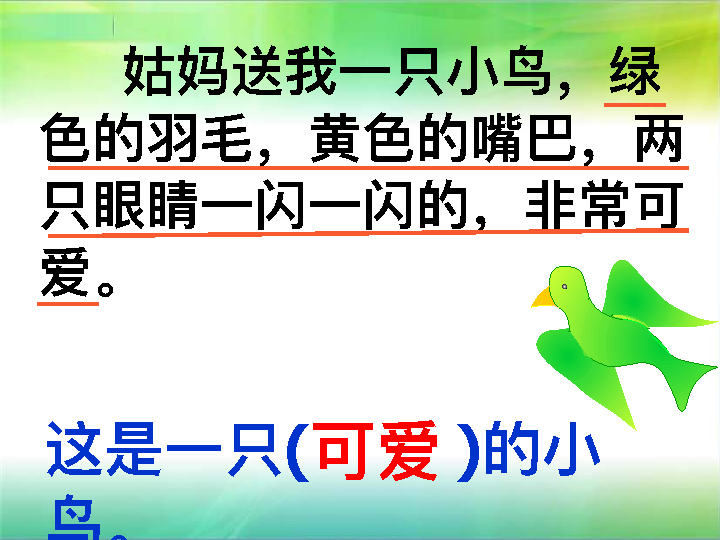 姑妈送我一只小鸟，绿
色的羽毛，黄色的嘴巴，两
只眼睛一闪一闪的，非常可
爱。
这是一只(可爱 )的小
鸟。